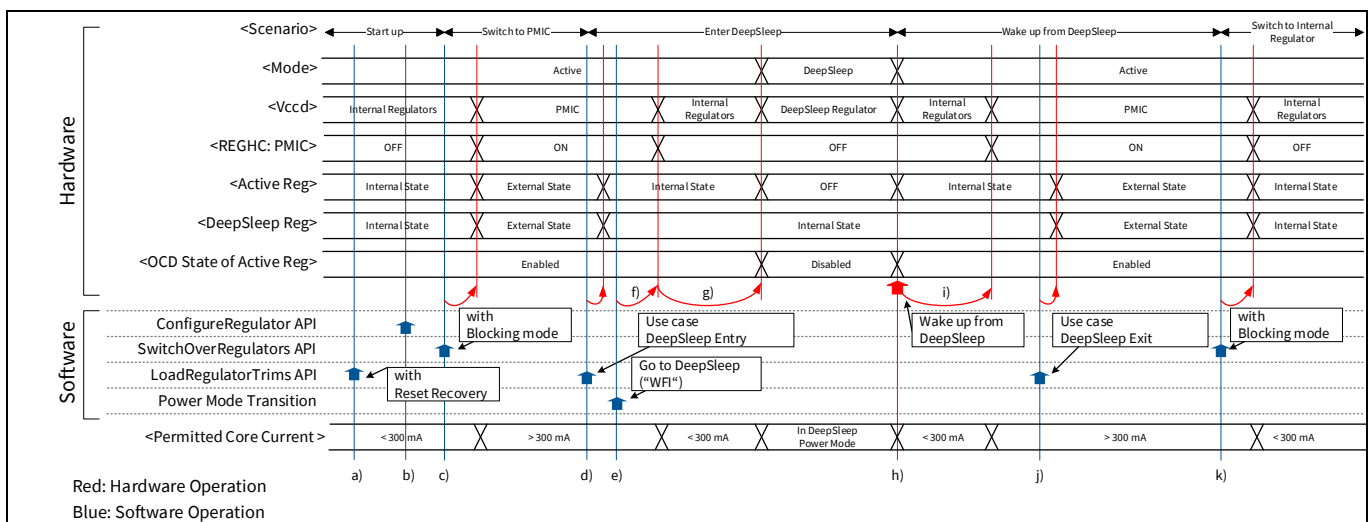 <Scenario>
Start up
Switch to PMIC
Enter DeepSleep
Wake up from DeepSleep
Switch to Internal
Regulator
<Mode>
Active
DeepSleep
Active
<Vccd>
Internal Regulators
PMIC
Internal
Regulators
DeepSleep Regulator
Internal
Regulators
PMIC
Internal
Regulators
<REGHC: PMIC>
OFF
ON
OFF
ON
OFF
<Active Reg>
Internal State
External State
Internal State
OFF
Internal State
External State
Internal State
<DeepSleep Reg>
Internal State
External State
Internal State
External State
Internal State
<OCD State of Active Reg>
Enabled
Disabled
Enabled
Hardware
f)
g)
i)
ConfigureRegulator API
SwitchOverRegulators API
LoadRegulatorTrims API
Power Mode Transition
Software
with
Blocking mode
with
Reset Recovery
Use case
DeepSleep Entry
Go to DeepSleep
("WFI")
Wake up from
DeepSleep
Use case
DeepSleep Exit
with
Blocking mode
<Permitted Core Current >
< 300 mA
> 300 mA
< 300 mA
In DeepSleep
Power Mode
< 300 mA
> 300 mA
< 300 mA
a)
b)
c)
d)
e)
h)
j)
k)
Red: Hardware Operation
Blue: Software Operation